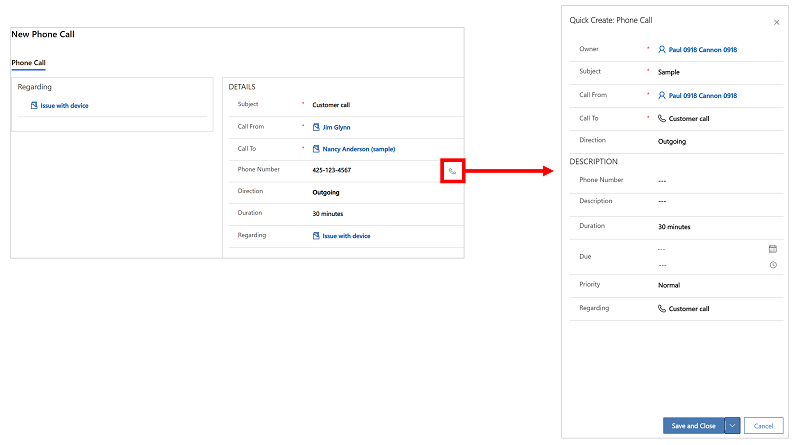 New Phone Call
Phone Call
Regarding
Issue with device
DETAILS
Subject * Customer call
Call From * Jim Glynn
Call To * Nancy Anderson (sample)
Phone Number 425-123-4567
Direction Outgoing
Duration 30 minutes
Regarding Issue with device
Quick Create: Phone Call
Owner * Paul 0918 Cannon 0918
Subject * Sample
Call From * Paul 0918 Cannon 0918
Call To * Customer call
Direction Outgoing
DESCRIPTION
Phone Number ---
Description ---
Duration 30 minutes
Due ---
---
Priority Normal
Regarding Customer call
Save and Close
Cancel